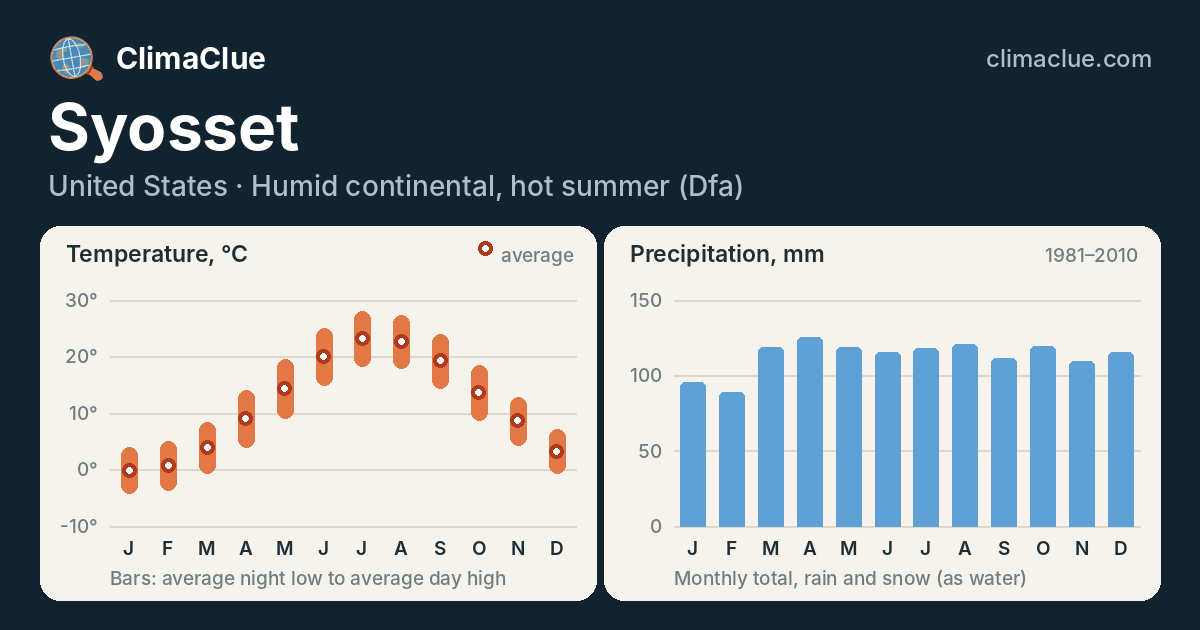 ClimaClue
climaclue.com
Syosset
United States · Humid continental, hot summer (Dfa)
Temperature, °C
average
30°
20°
10°
0°
-10°
J F M A M J J A S O N D
Bars: average night low to average day high
Precipitation, mm
1981–2010
150
100
50
0
J F M A M J J A S O N D
Monthly total, rain and snow (as water)